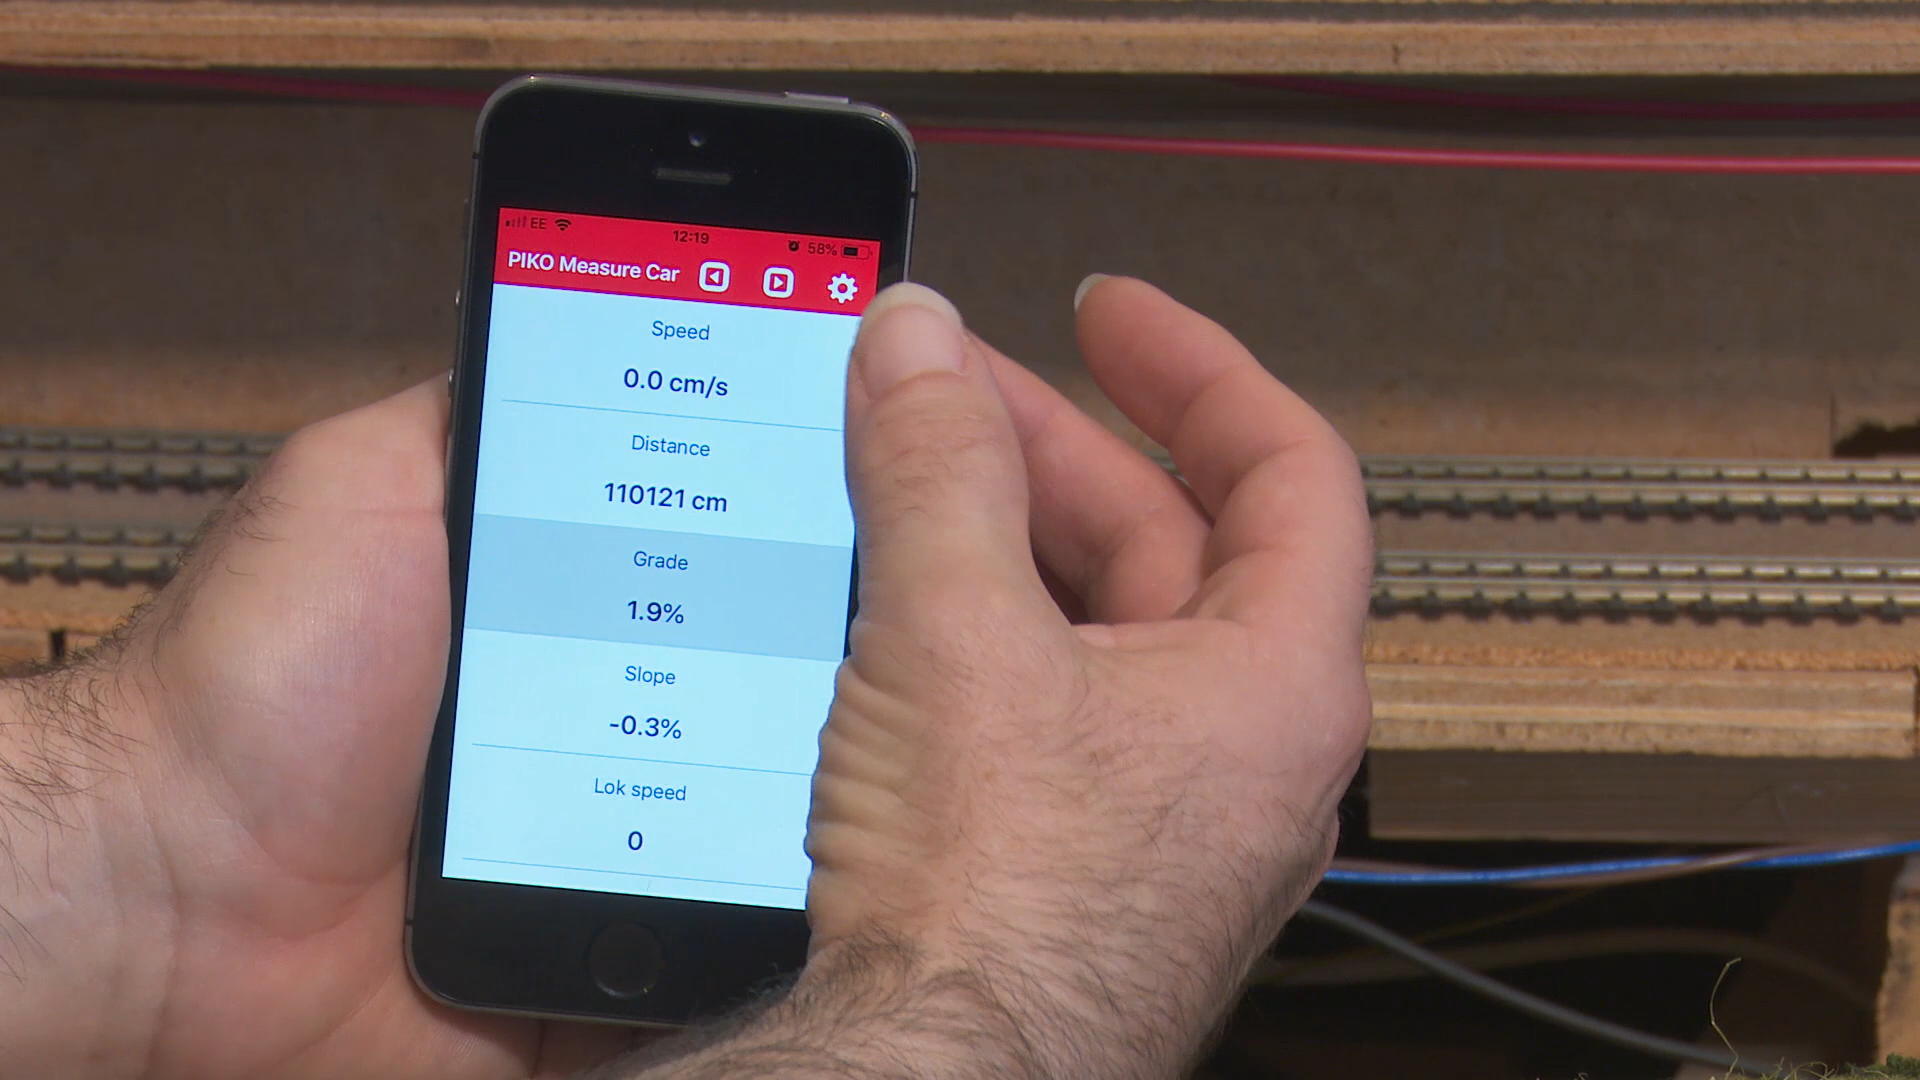 EE
12:19
58%
PIKO Measure Car
Speed
0.0 cm/s
Distance
110121 cm
Grade
1.9%
Slope
-0.3%
Lok speed
0